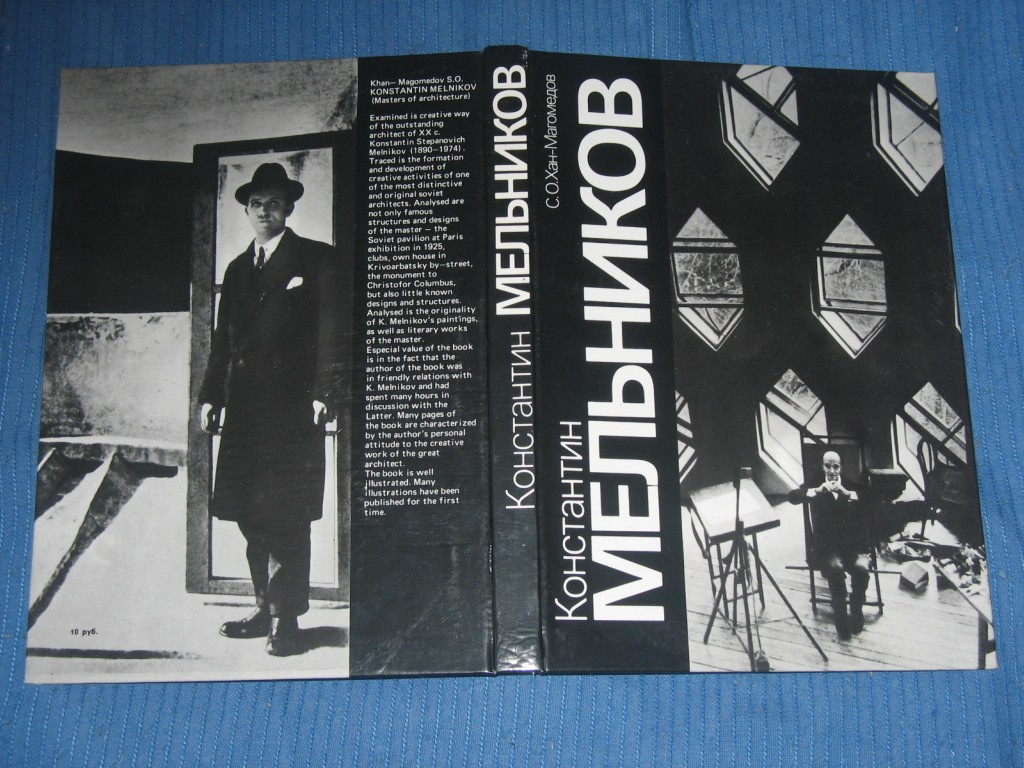 Khan— Magomedov S.O.
KONSTANTIN MELNIKOV
(Masters of architecture)
Examined is creative way
of the outstanding
architect of XX c.
Konstantin Stepanovich
Melnikov (1890–1974).
Traced is the formation
and development of
creative activities of one
of the most distinctive
and original soviet
architects. Analysed are
not only famous
structures and designs
of the master — the
Soviet pavilion at Paris
exhibition in 1925,
clubs, own house in
Krivoarbatsky by—street,
the monument to
Christofor Columbus,
but also little known
designs and structures.
Analysed is the originality
of K. Melnikov's paintings,
as well as literary works
of the master.
Especial value of the book
is in the fact that the
author of the book was
in friendly relations with
K. Melnikov and had
spent many hours in
discussion with the
Latter. Many pages of
the book are characterized
by the author's personal
attitude to the creative
work of the great
architect.
The book is well
illustrated. Many
illustrations have been
published for the first
time.
10 руб.
Константин МЕЛЬНИКОВ
С.О.Хан-Магомедов
Константин
МЕЛЬНИКОВ